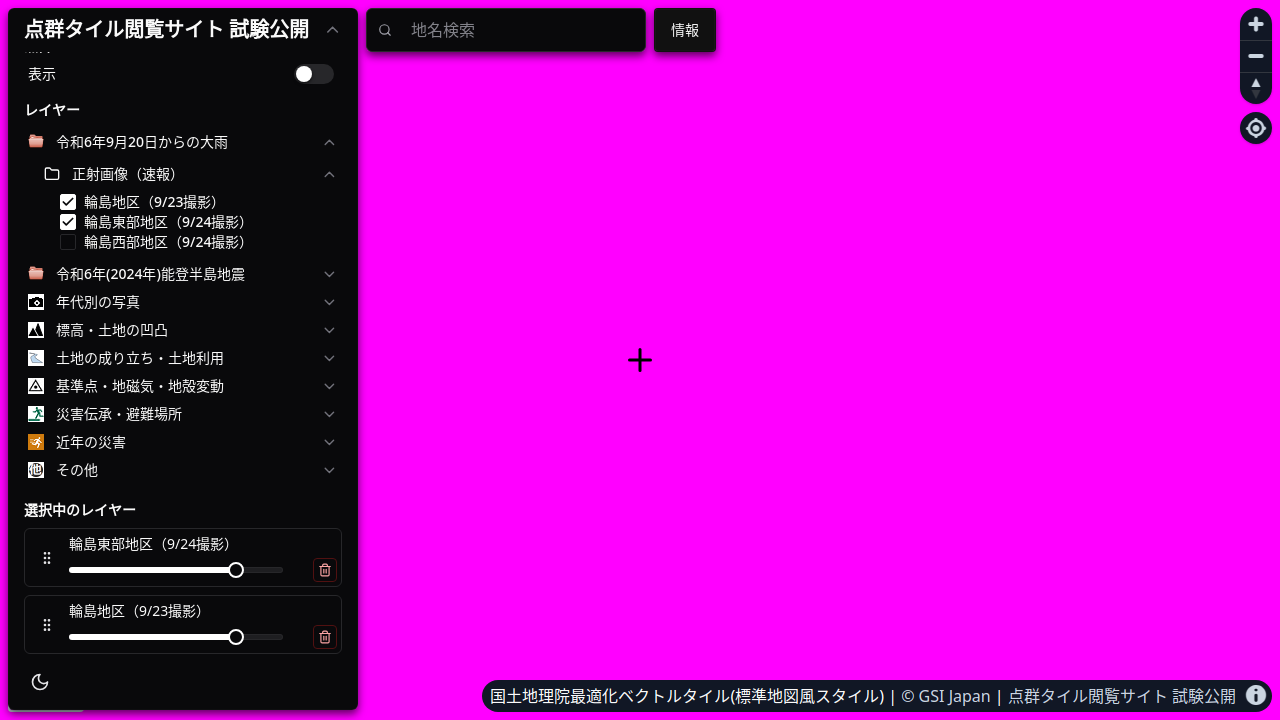 点群タイル閲覧サイト 試験公開
地名検索
情報
表示
レイヤー
令和6年9月20日からの大雨
正射画像（速報）
輪島地区（9/23撮影）
輪島東部地区（9/24撮影）
輪島西部地区（9/24撮影）
令和6年(2024年)能登半島地震
年代別の写真
標高・土地の凹凸
土地の成り立ち・土地利用
基準点・地磁気・地殻変動
災害伝承・避難場所
近年の災害
その他
選択中のレイヤー
輪島東部地区（9/24撮影）
輪島地区（9/23撮影）
国土地理院最適化ベクトルタイル(標準地図風スタイル) | © GSI Japan | 点群タイル閲覧サイト 試験公開